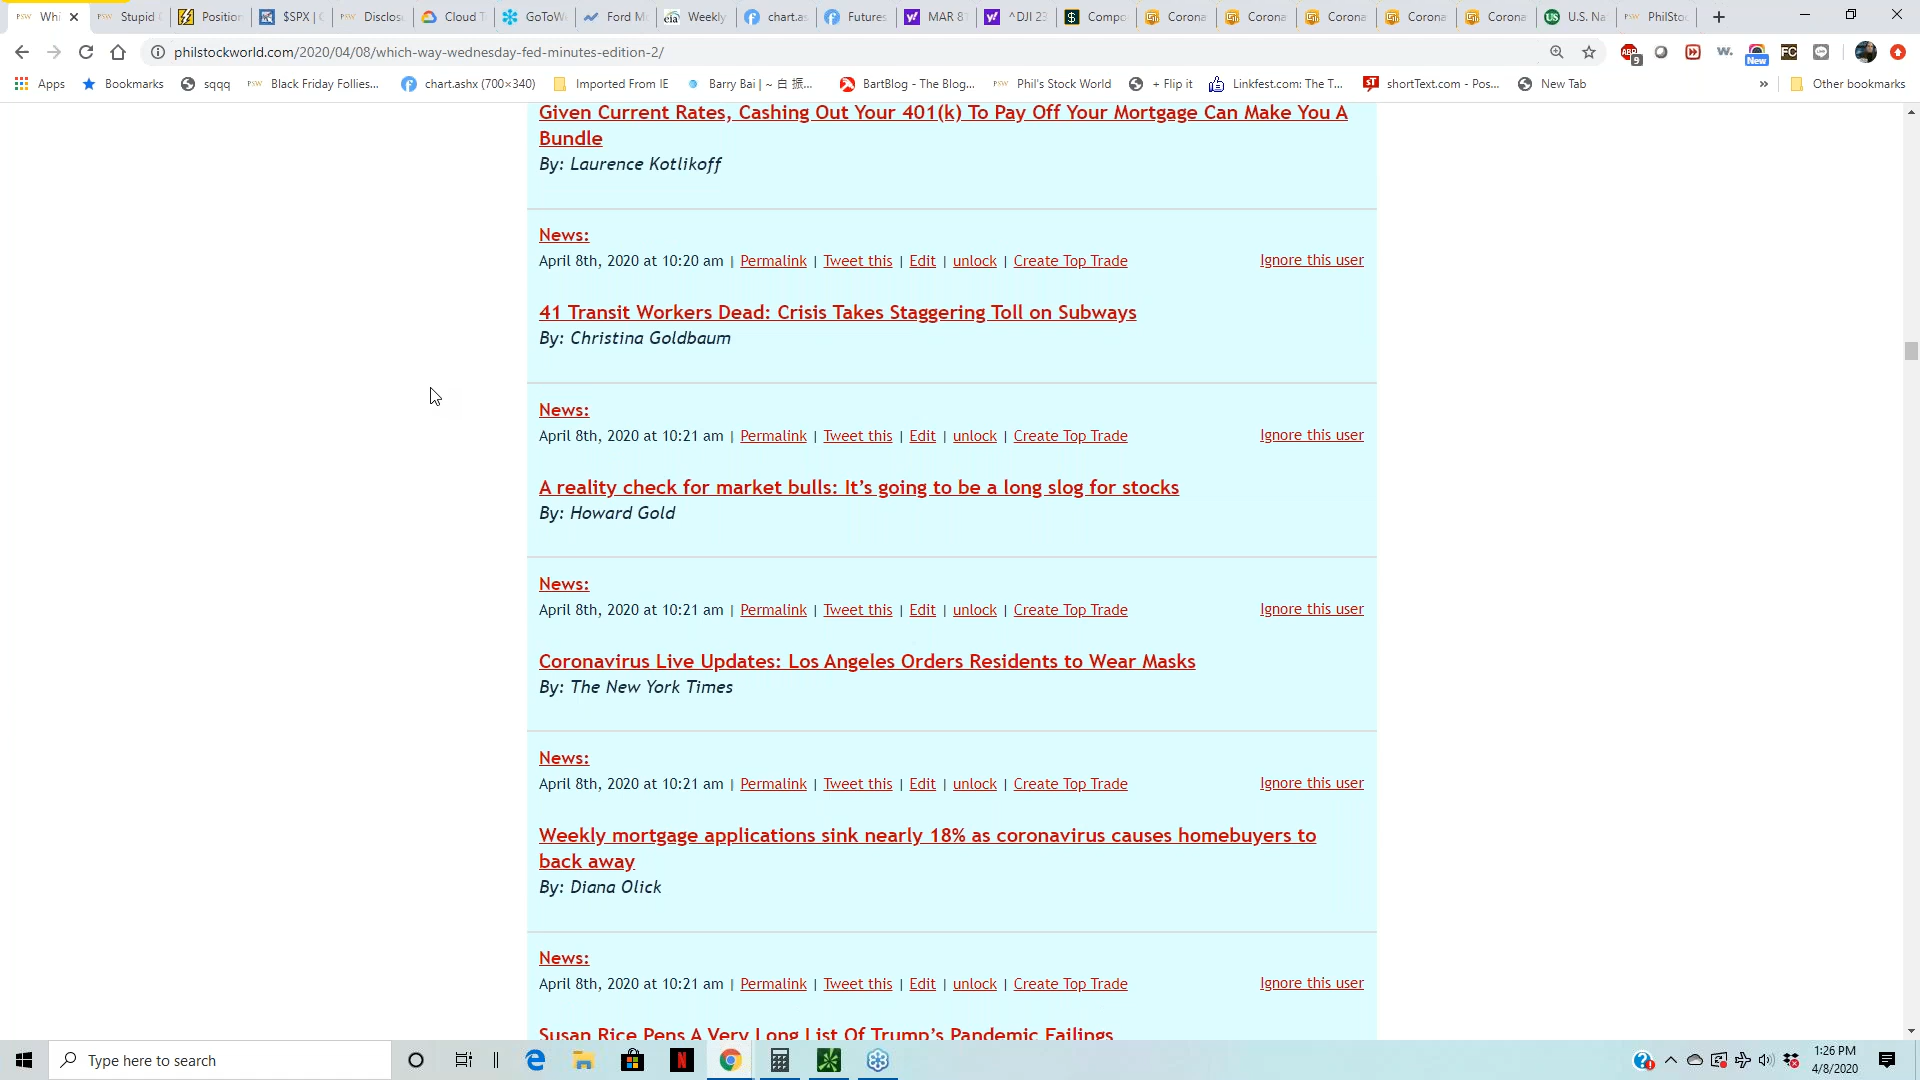 Whi
Stupid
Position
$SPX | (
Disclos
Cloud T
GoToW
Ford M
Weekly
chart.as
Futures
MAR 8
^DJI 23
Compo
Corona
Corona
Corona
Corona
Corona
U.S. Na
PhilSto
philstockworld.com/2020/04/08/which-way-wednesday-fed-minutes-edition-2/
Apps
Bookmarks
sqqq
Black Friday Follies...
chart.ashx (700×340)
Imported From IE
Barry Bai | ~ 白 振...
BartBlog - The Blog...
Phil's Stock World
+ Flip it
Linkfest.com: The T...
shortText.com - Pos...
New Tab
»
Other bookmarks
Given Current Rates, Cashing Out Your 401(k) To Pay Off Your Mortgage Can Make You A
Bundle
By: Laurence Kotlikoff
News:
April 8th, 2020 at 10:20 am | Permalink | Tweet this | Edit | unlock | Create Top Trade Ignore this user
41 Transit Workers Dead: Crisis Takes Staggering Toll on Subways
By: Christina Goldbaum
News:
April 8th, 2020 at 10:21 am | Permalink | Tweet this | Edit | unlock | Create Top Trade Ignore this user
A reality check for market bulls: It’s going to be a long slog for stocks
By: Howard Gold
News:
April 8th, 2020 at 10:21 am | Permalink | Tweet this | Edit | unlock | Create Top Trade Ignore this user
Coronavirus Live Updates: Los Angeles Orders Residents to Wear Masks
By: The New York Times
News:
April 8th, 2020 at 10:21 am | Permalink | Tweet this | Edit | unlock | Create Top Trade Ignore this user
Weekly mortgage applications sink nearly 18% as coronavirus causes homebuyers to
back away
By: Diana Olick
News:
April 8th, 2020 at 10:21 am | Permalink | Tweet this | Edit | unlock | Create Top Trade Ignore this user
Susan Rice Pens A Very Long List Of Trump’s Pandemic Failings
Type here to search
1:26 PM
4/8/2020